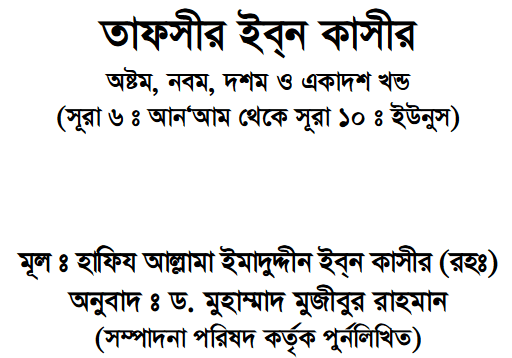 তাফসীর ইব্‌ন কাসীর
অষ্টম, নবম, দশম ও একাদশ খন্ড
(সূরা ৬ ঃ আন‘আম থেকে সূরা ১০ ঃ ইউনুস)
মূল ঃ হাফিয আল্লামা ইমাদুদ্দীন ইব্‌ন কাসীর (রহঃ)
অনুবাদ ঃ ড. মুহাম্মাদ মুজীবুর রাহমান
(সম্পাদনা পরিষদ কর্তৃক পুর্নলিখিত)